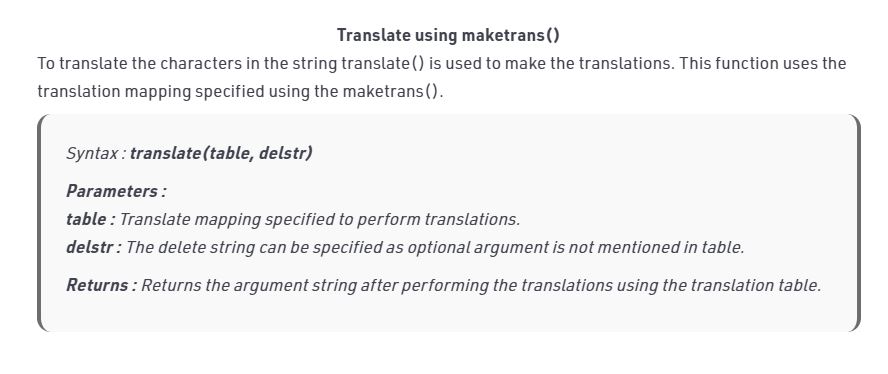 Translate using maketrans()
To translate the characters in the string translate() is used to make the translations. This function uses the
translation mapping specified using the maketrans().
Syntax : translate(table, delstr)
Parameters :
table : Translate mapping specified to perform translations.
delstr : The delete string can be specified as optional argument is not mentioned in table.
Returns : Returns the argument string after performing the translations using the translation table.